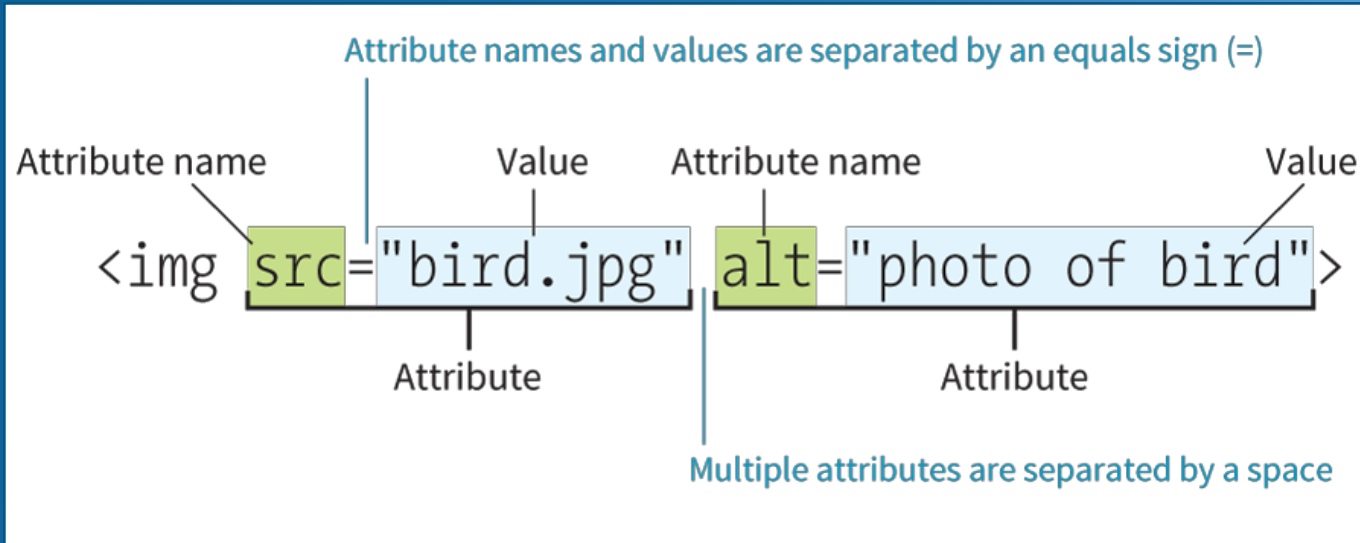 Attribute names and values are separated by an equals sign (=)
Attribute name Value Attribute name Value
<img src="bird.jpg" alt="photo of bird">
Attribute Attribute
Multiple attributes are separated by a space